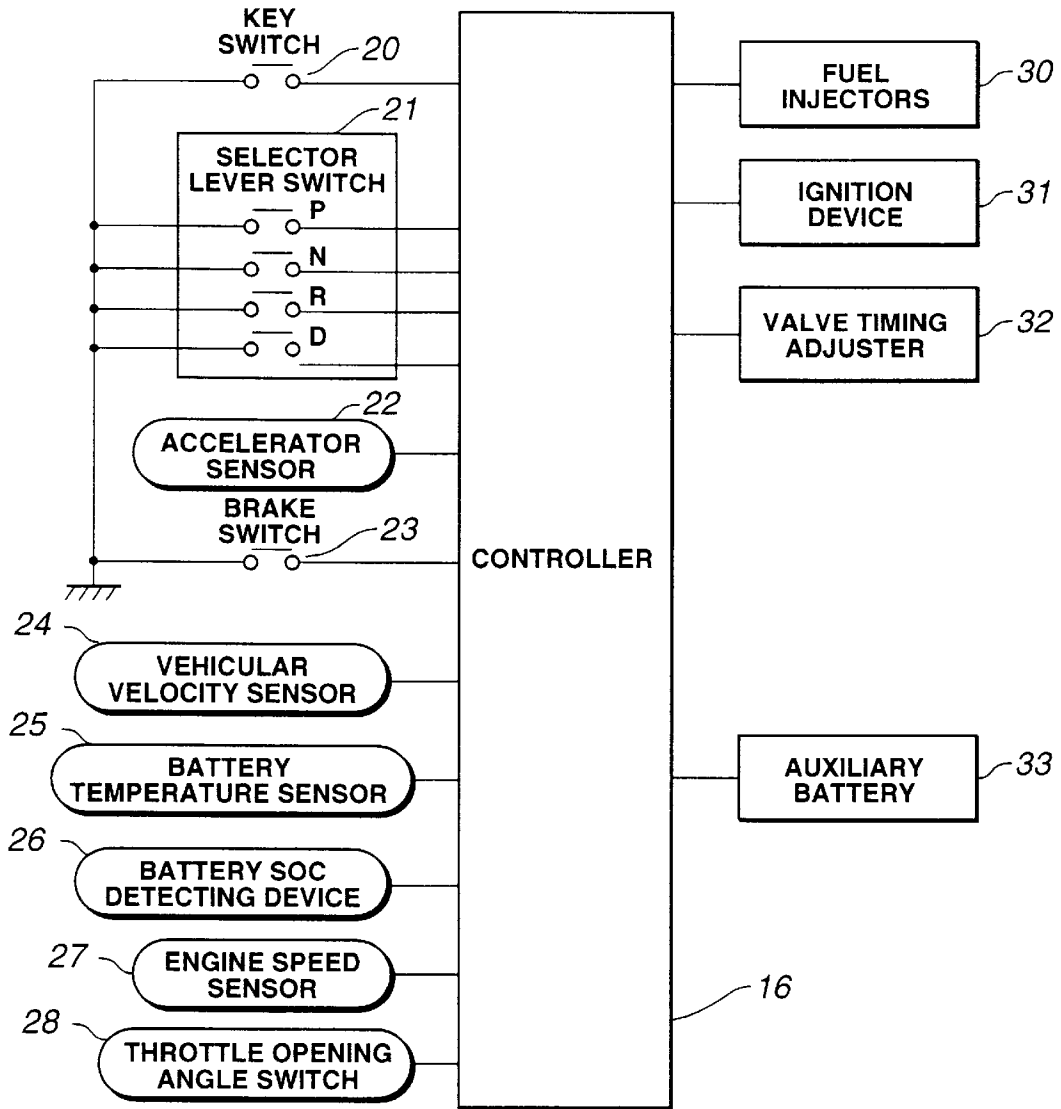 KEY
SWITCH
20
21
SELECTOR
LEVER SWITCH
P
N
R
D
22
ACCELERATOR
SENSOR
BRAKE
SWITCH
23
24
VEHICULAR
VELOCITY SENSOR
25
BATTERY
TEMPERATURE SENSOR
26
BATTERY SOC
DETECTING DEVICE
27
ENGINE SPEED
SENSOR
28
THROTTLE OPENING
ANGLE SWITCH
CONTROLLER
16
FUEL
INJECTORS
30
IGNITION
DEVICE
31
VALVE TIMING
ADJUSTER
32
AUXILIARY
BATTERY
33